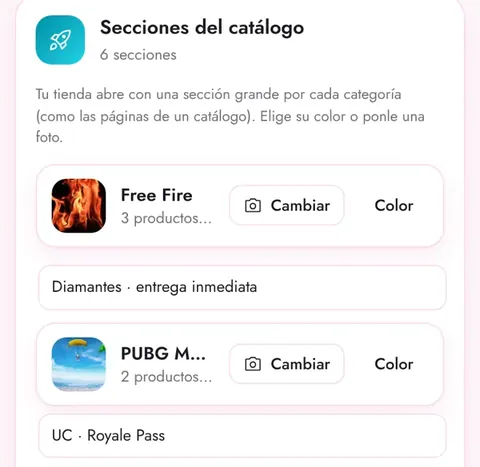 Secciones del catálogo
6 secciones
Tu tienda abre con una sección grande por cada categoría
(como las páginas de un catálogo). Elige su color o ponle una
foto.
Free Fire
3 productos...
Cambiar
Color
Diamantes · entrega inmediata
PUBG M...
2 productos...
Cambiar
Color
UC · Royale Pass